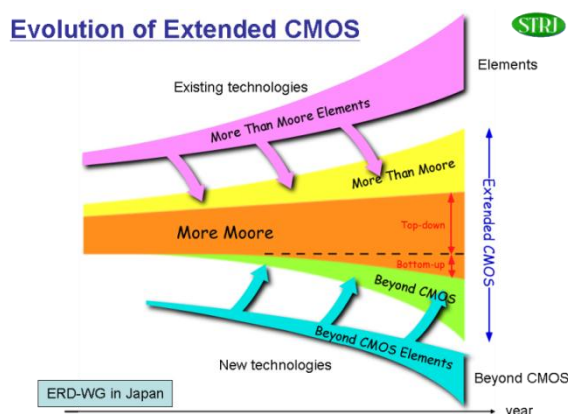 Evolution of Extended CMOS
STRJ
Elements
Existing technologies
More Than Moore Elements
More Than Moore
More Moore
Top-down
Extended CMOS
Bottom-up
Beyond CMOS
Beyond CMOS Elements
New technologies
Beyond CMOS
ERD-WG in Japan
year